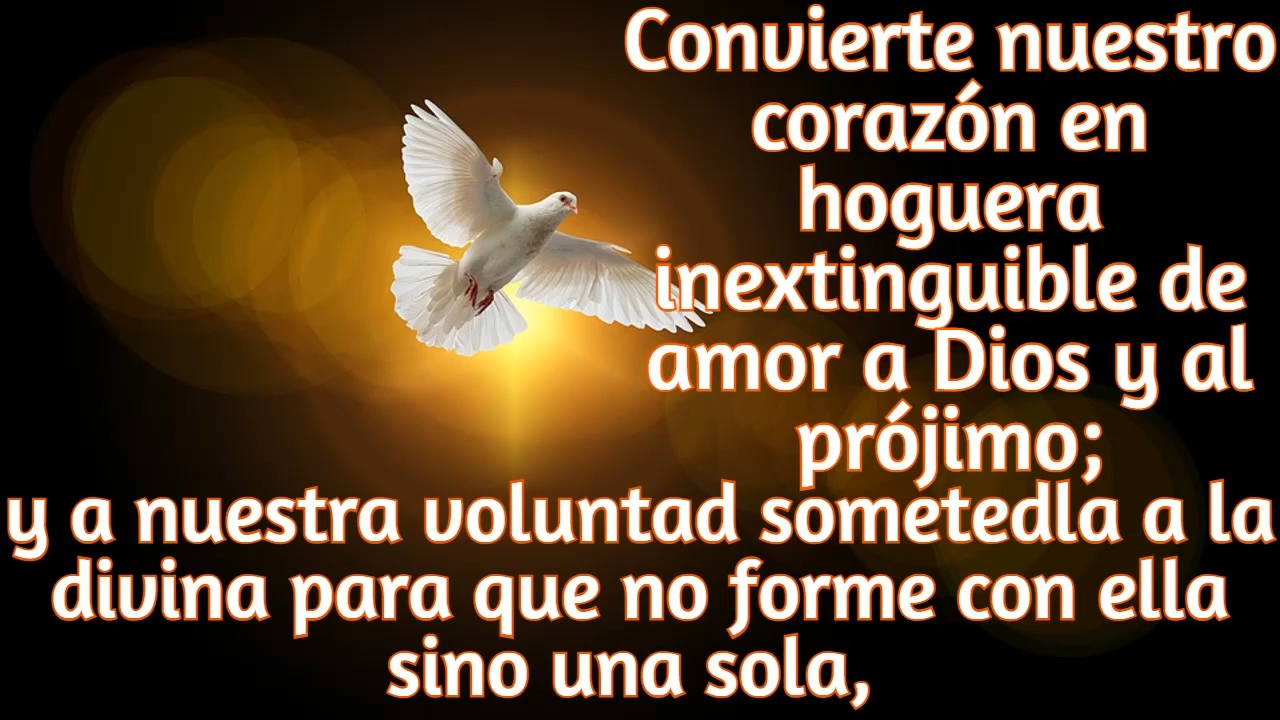 Convierte nuestro
corazón en
hoguera
inextinguible de
amor a Dios y al
prójimo;
y a nuestra voluntad sometedla a la
divina para que no forme con ella
sino una sola,